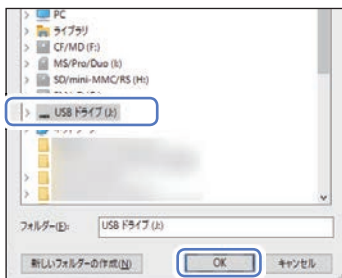 PC
ライブラリ
CF/MD (F:)
MS/Pro/Duo (I:)
SD/mini-MMC/RS (H:)
USB ドライブ (J:)
フォルダー(E): USB ドライブ (J:)
新しいフォルダーの作成(N) OK キャンセル